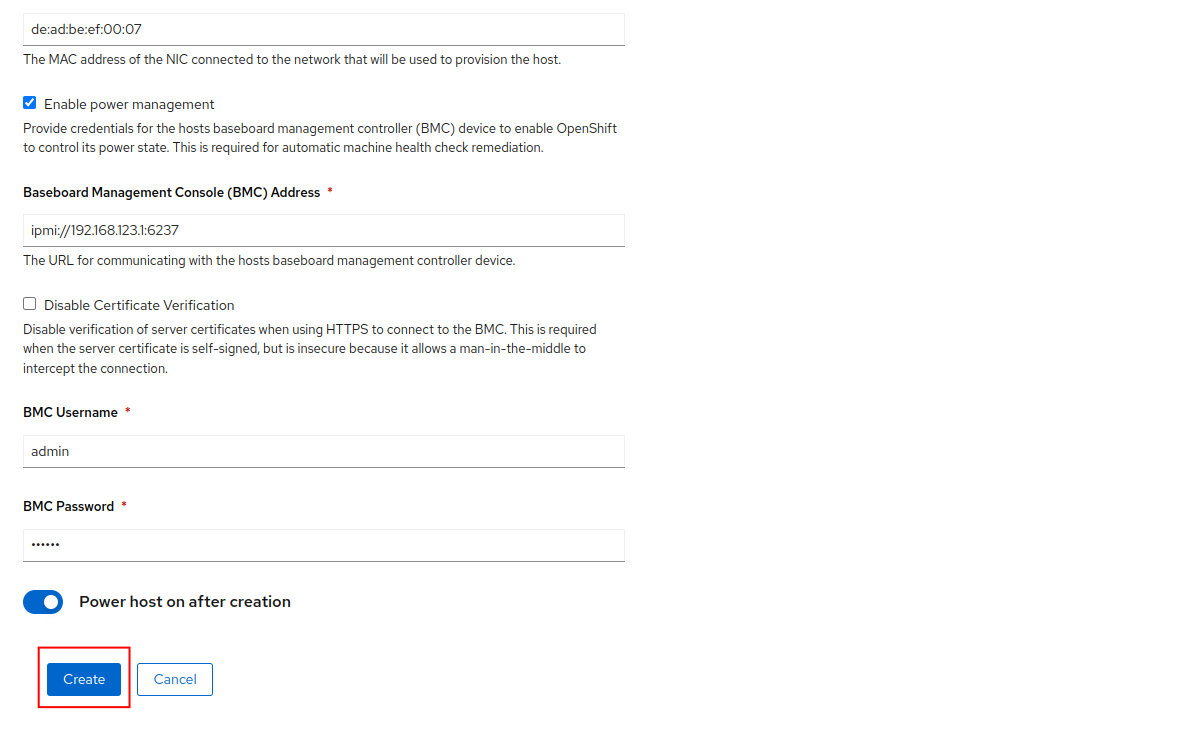 de:ad:be:ef:00:07
The MAC address of the NIC connected to the network that will be used to provision the host.
Enable power management
Provide credentials for the hosts baseboard management controller (BMC) device to enable OpenShift
to control its power state. This is required for automatic machine health check remediation.
Baseboard Management Console (BMC) Address *
ipmi://192.168.123.1:6237
The URL for communicating with the hosts baseboard management controller device.
Disable Certificate Verification
Disable verification of server certificates when using HTTPS to connect to the BMC. This is required
when the server certificate is self-signed, but is insecure because it allows a man-in-the-middle to
intercept the connection.
BMC Username *
admin
BMC Password *
••••••
Power host on after creation
Create Cancel